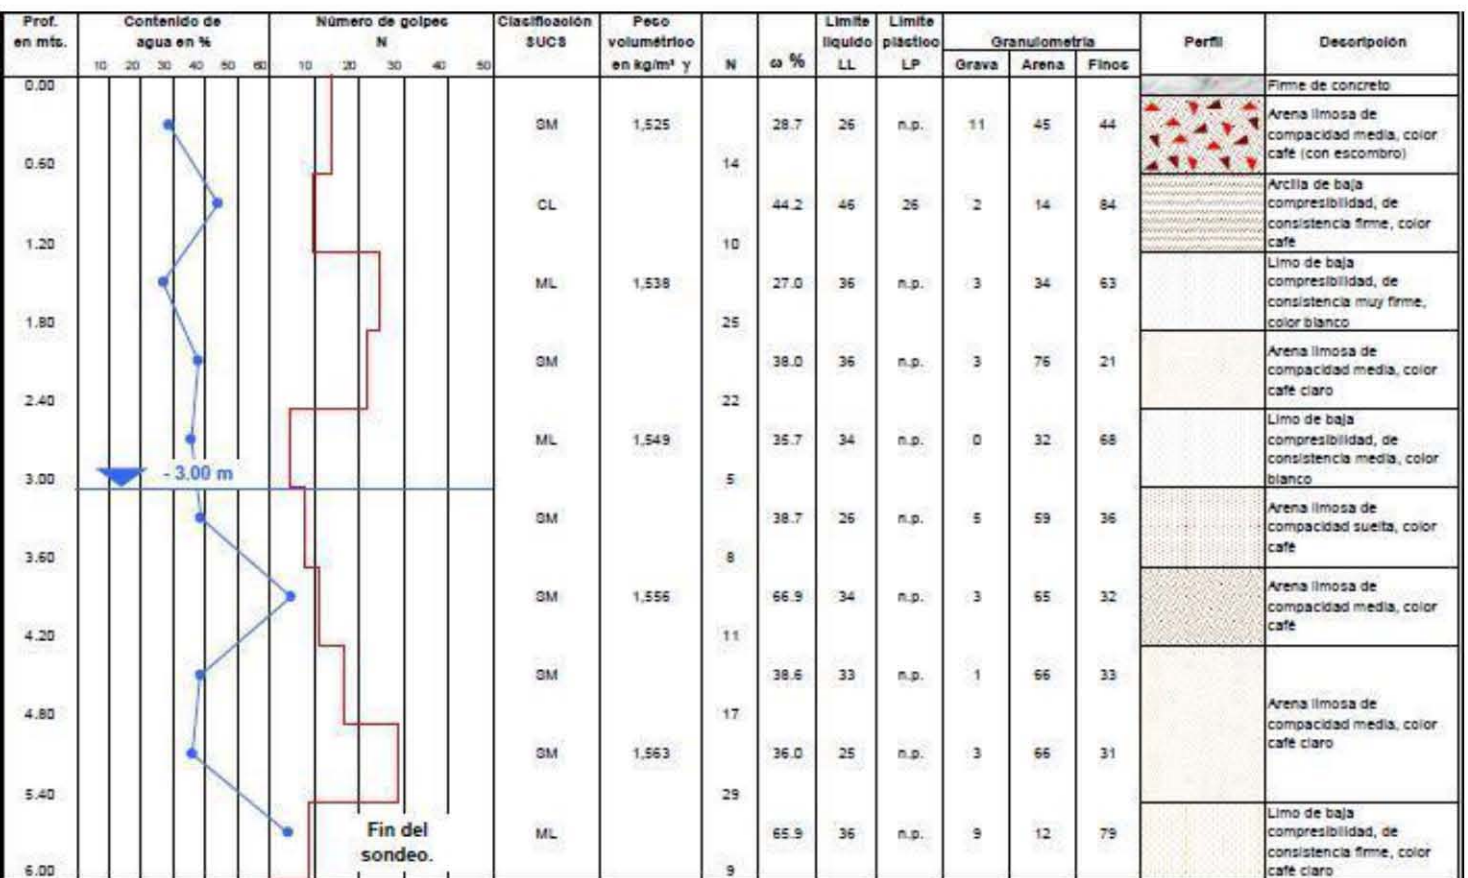 Prof. en mts. Contenido de agua en % Número de golpes N Clasificación SUCS Peso volumétrico en kg/m³ γ N ω % Limite liquido LL Limite plástico LP Granulometria Perfil Descripción
10 20 30 40 50 60 10 20 30 40 50 Grava Arena Finos
0.00
Firme de concreto
SM 1,525 28.7 26 n.p. 11 45 44
Arena limosa de
compacidad media, color
café (con escombro)
0.60 14
CL 44.2 46 26 2 14 84
Arcilla de baja
compresibilidad, de
consistencia firme, color
café
1.20 10
ML 1,538 27.0 36 n.p. 3 34 63
Limo de baja
compresibilidad, de
consistencia muy firme,
color blanco
1.80 25
SM 38.0 36 n.p. 3 76 21
Arena limosa de
compacidad media, color
café claro
2.40 22
ML 1,549 35.7 34 n.p. 0 32 68
Limo de baja
compresibilidad, de
consistencia media, color
blanco
- 3.00 m
3.00 5
SM 38.7 26 n.p. 5 59 36
Arena limosa de
compacidad suelta, color
café
3.60 8
SM 1,556 66.9 34 n.p. 3 65 32
Arena limosa de
compacidad media, color
café
4.20 11
SM 38.6 33 n.p. 1 66 33
4.80 17
Arena limosa de
compacidad media, color
café claro
SM 1,563 36.0 25 n.p. 3 66 31
5.40 29
Fin del
sondeo.
ML 65.9 36 n.p. 9 12 79
Limo de baja
compresibilidad, de
consistencia firme, color
café claro
6.00 9